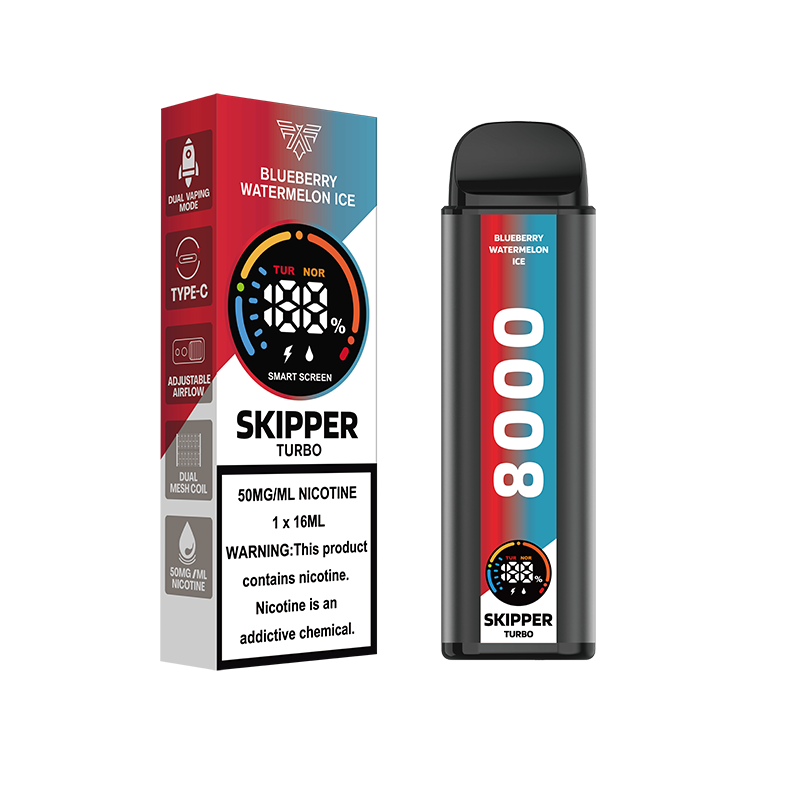 BLUEBERRY
WATERMELON ICE
TUR NOR
188%
SMART SCREEN
SKIPPER
TURBO
50MG/ML NICOTINE
1 x 16ML
WARNING:This product
contains nicotine.
Nicotine is an
addictive chemical.
DUAL VAPING
MODE
TYPE-C
ADJUSTABLE
AIRFLOW
DUAL
MESH COIL
50MG/ML
NICOTINE
BLUEBERRY
WATERMELON
ICE
8000
TUR NOR
188%
SKIPPER
TURBO